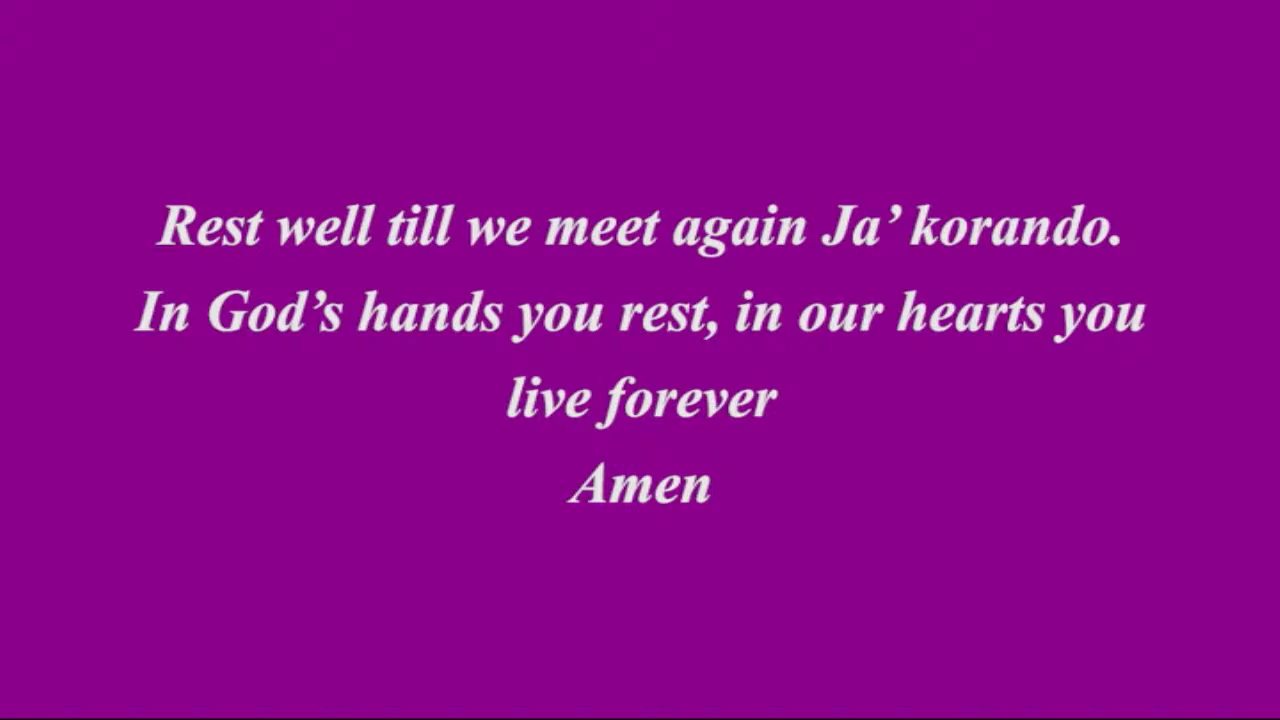 Rest well till we meet again Ja’ korando.
In God’s hands you rest, in our hearts you
live forever
Amen